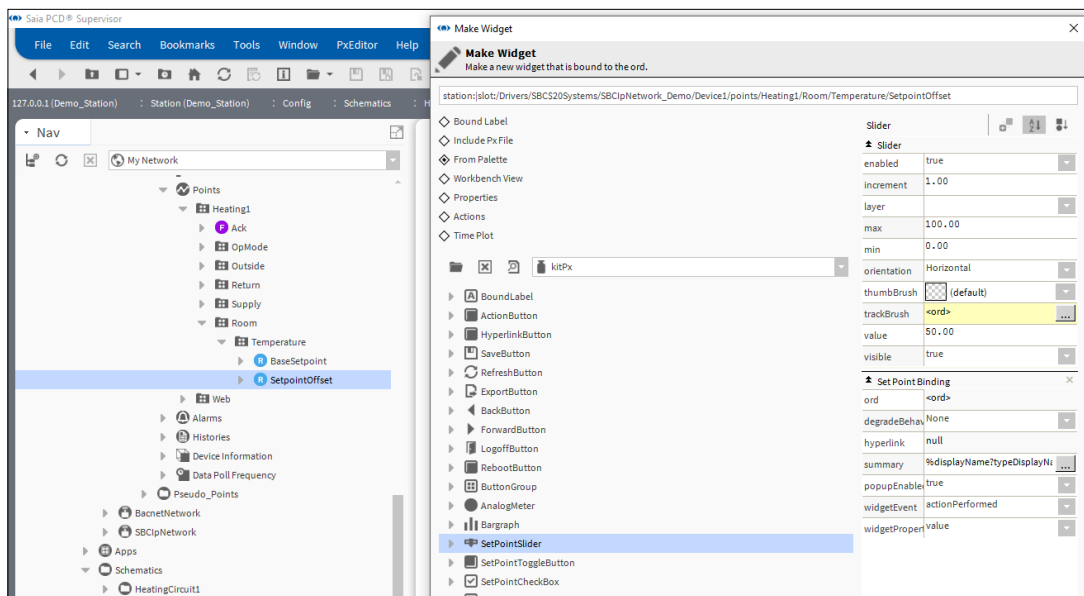 Saia PCD® Supervisor
File Edit Search Bookmarks Tools Window PxEditor Help
127.0.0.1 (Demo_Station) : Station (Demo_Station) : Config : Schematics : H
Nav
My Network
Points
Heating1
F Ack
OpMode
Outside
Return
Supply
Room
Temperature
R BaseSetpoint
R SetpointOffset
Web
Alarms
Histories
Device Information
Data Poll Frequency
Pseudo_Points
BacnetNetwork
SBCIpNetwork
Apps
Schematics
HeatingCircuit1
Make Widget
Make Widget
Make a new widget that is bound to the ord.
station:|slot:/Drivers/SBCS20Systems/SBCIpNetwork_Demo/Device1/points/Heating1/Room/Temperature/SetpointOffset
Bound Label
Include Px File
From Palette
Workbench View
Properties
Actions
Time Plot
kitPx
BoundLabel
ActionButton
HyperlinkButton
SaveButton
RefreshButton
ExportButton
BackButton
ForwardButton
LogoffButton
RebootButton
ButtonGroup
AnalogMeter
Bargraph
SetPointSlider
SetPointToggleButton
SetPointCheckBox
Slider
Slider
enabled true
increment 1.00
layer
max 100.00
min 0.00
orientation Horizontal
thumbBrush (default)
trackBrush <ord> ...
value 50.00
visible true
Set Point Binding
ord <ord>
degradeBehav None
hyperlink null
summary %displayName?typeDisplayNa ...
popupEnable true
widgetEvent actionPerformed
widgetPropert value